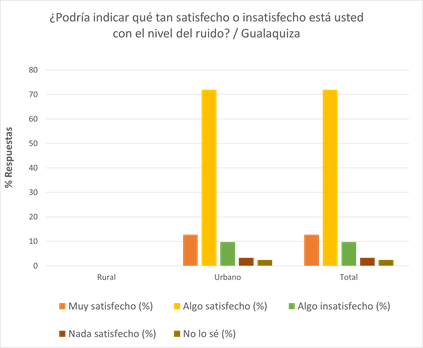 ¿Podría indicar qué tan satisfecho o insatisfecho está usted
con el nivel del ruido? / Gualaquiza
80
70
60
50
40
30
20
10
0
% Respuestas
Rural Urbano Total
Muy satisfecho (%) Algo satisfecho (%) Algo insatisfecho (%)
Nada satisfecho (%) No lo sé (%)